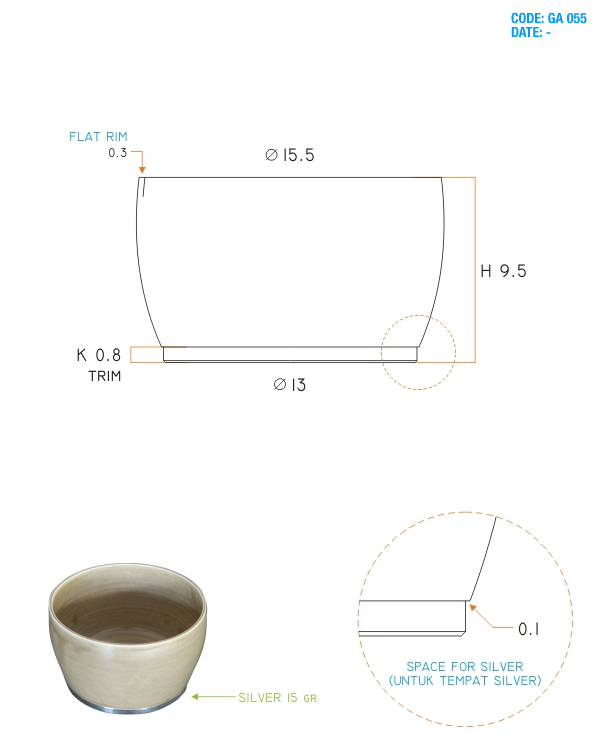 CODE: GA 055
DATE: -
FLAT RIM
0.3
Ø 15.5
H 9.5
K 0.8
TRIM
Ø 13
0.1
SPACE FOR SILVER
(UNTUK TEMPAT SILVER)
SILVER 15 GR